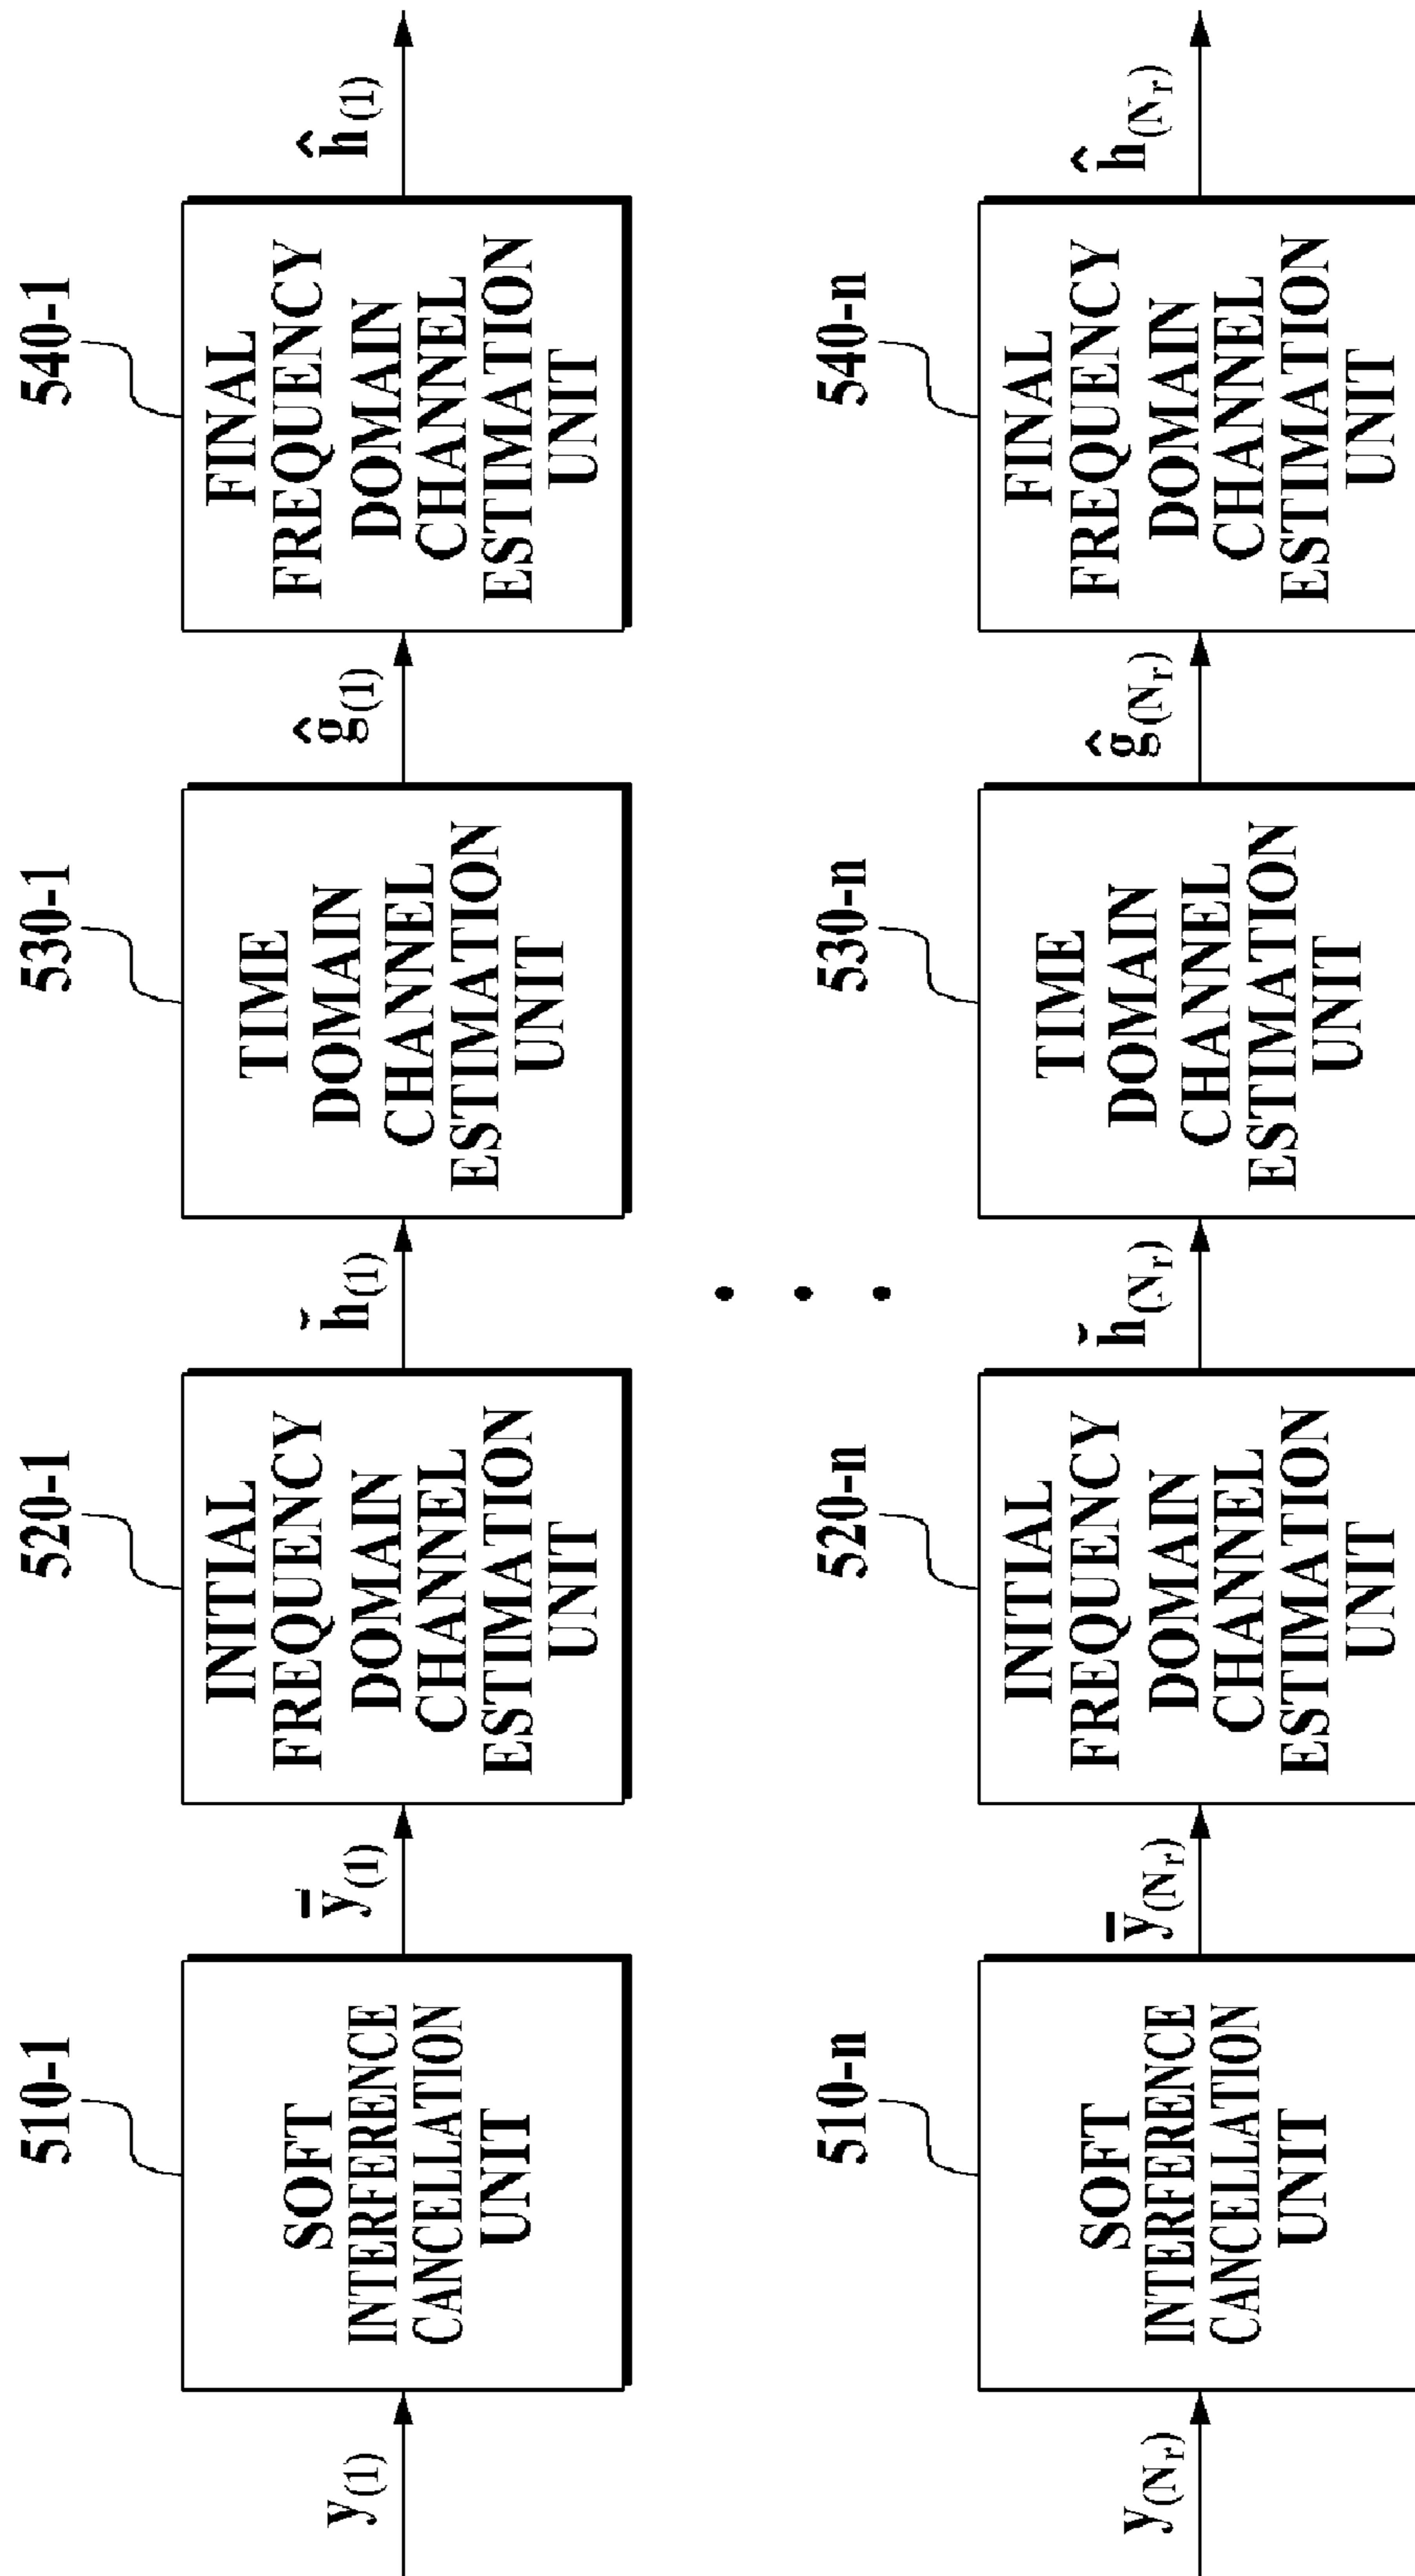 510-1
520-1
530-1
540-1
y(1)
SOFT
INTERFERENCE
CANCELLATION
UNIT
ȳ(1)
INITIAL
FREQUENCY
DOMAIN
CHANNEL
ESTIMATION
UNIT
h̆(1)
TIME
DOMAIN
CHANNEL
ESTIMATION
UNIT
ĝ(1)
FINAL
FREQUENCY
DOMAIN
CHANNEL
ESTIMATION
UNIT
ĥ(1)
510-n
520-n
530-n
540-n
y(Nr)
SOFT
INTERFERENCE
CANCELLATION
UNIT
ȳ(Nr)
INITIAL
FREQUENCY
DOMAIN
CHANNEL
ESTIMATION
UNIT
h̆(Nr)
TIME
DOMAIN
CHANNEL
ESTIMATION
UNIT
ĝ(Nr)
FINAL
FREQUENCY
DOMAIN
CHANNEL
ESTIMATION
UNIT
ĥ(Nr)